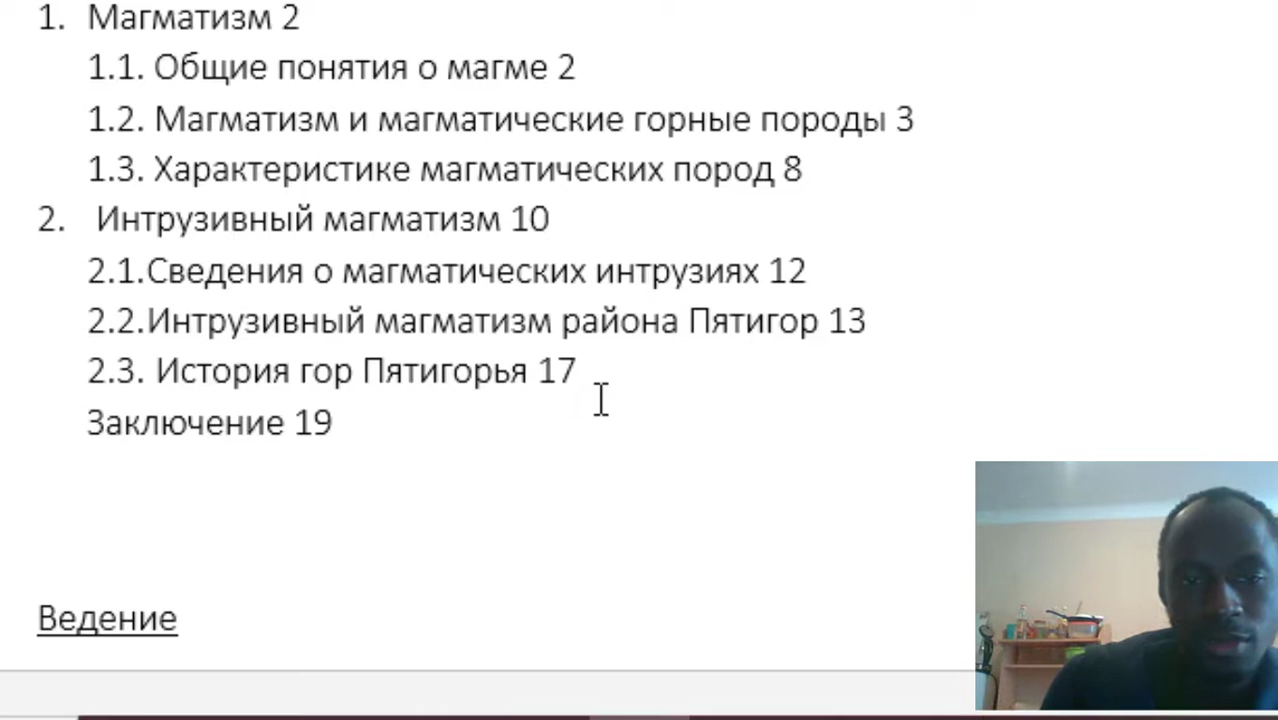 1. Магматизм 2
1.1. Общие понятия о магме 2
1.2. Магматизм и магматические горные породы 3
1.3. Характеристике магматических пород 8
2. Интрузивный магматизм 10
2.1.Сведения о магматических интрузиях 12
2.2.Интрузивный магматизм района Пятигор 13
2.3. История гор Пятигорья 17
Заключение 19
Ведение